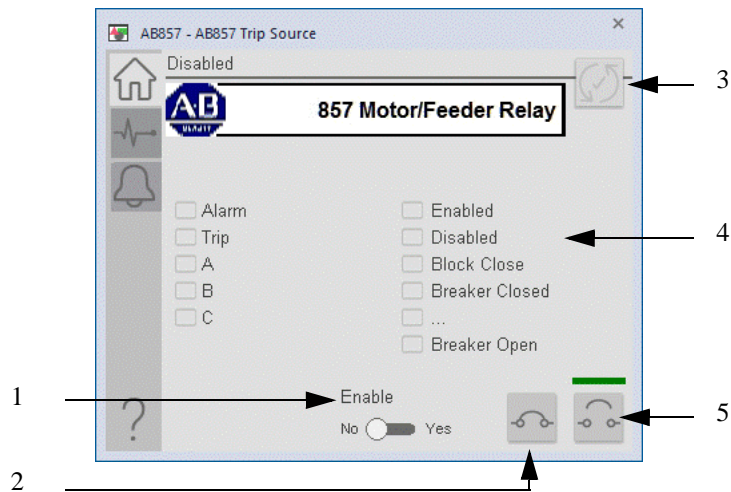 AB857 - AB857 Trip Source
Disabled
A·B
QUALITY
857 Motor/Feeder Relay
3
Alarm
Enabled
Trip
Disabled
4
A
Block Close
B
Breaker Closed
C
...
Breaker Open
1
Enable
No
Yes
5
?
2